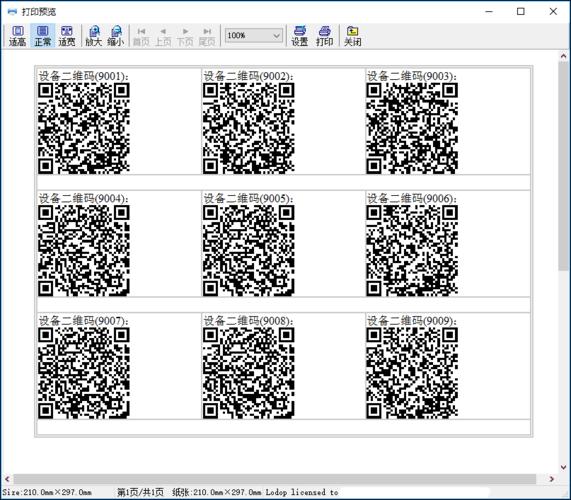 打印预览
适高 正常 适宽 放大 缩小 首页 上页 下页 尾页 100% 设置 打印 关闭
设备二维码(9001): 设备二维码(9002): 设备二维码(9003):
设备二维码(9004): 设备二维码(9005): 设备二维码(9006):
设备二维码(9007): 设备二维码(9008): 设备二维码(9009):
Size:210.0mm×297.0mm 第1页/共1页 纸张:210.0mm×297.0mm Lodop licensed to